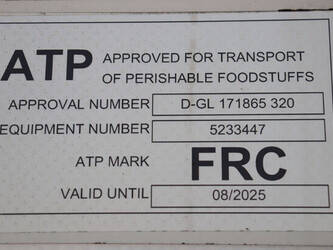 ATP APPROVED FOR TRANSPORT
OF PERISHABLE FOODSTUFFS
APPROVAL NUMBER D-GL 171865 320
EQUIPMENT NUMBER 5233447
ATP MARK FRC
VALID UNTIL 08/2025